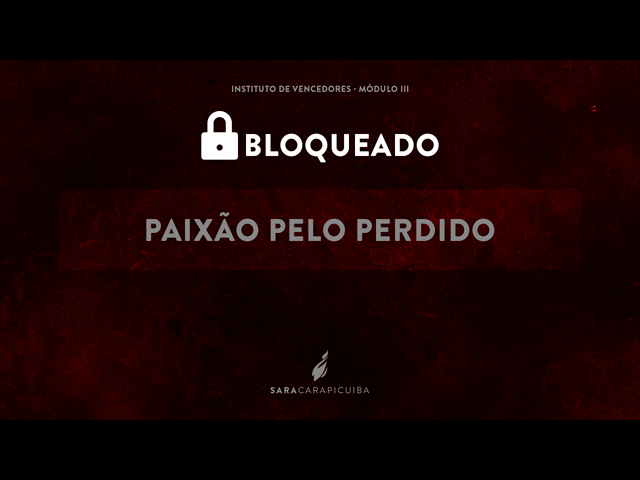 INSTITUTO DE VENCEDORES - MÓDULO III
BLOQUEADO
PAIXÃO PELO PERDIDO
SARACARAPICUIBA